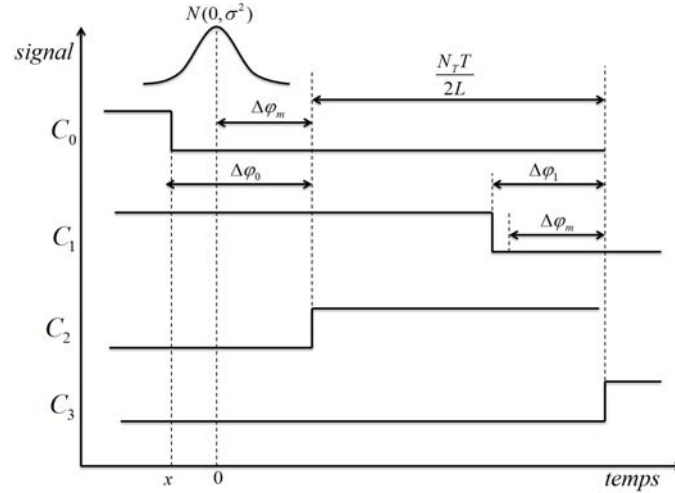 N(0,σ²)
signal
N_T T / 2L
Δφ_m
C₀
Δφ₀
Δφ₁
C₁
Δφ_m
C₂
C₃
x
0
temps